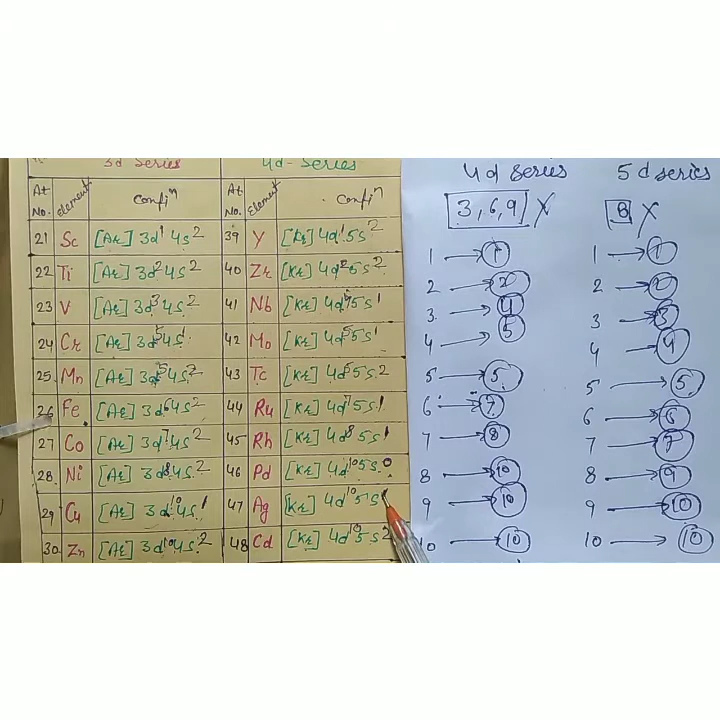 3d Series 4d-Series
At No. Element Confiⁿ At No. Element Confiⁿ
21 Sc [Ar] 3d¹ 4s² 39 Y [Kr] 4d¹ 5s²
22 Ti [Ar] 3d² 4s² 40 Zr [Kr] 4d² 5s²
23 V [Ar] 3d³ 4s² 41 Nb [Kr] 4d⁴ 5s¹
24 Cr [Ar] 3d⁵ 4s¹ 42 Mo [Kr] 4d⁵ 5s¹
25 Mn [Ar] 3d⁵ 4s² 43 Tc [Kr] 4d⁵ 5s²
26 Fe [Ar] 3d⁶ 4s² 44 Ru [Kr] 4d⁷ 5s¹
27 Co [Ar] 3d⁷ 4s² 45 Rh [Kr] 4d⁸ 5s¹
28 Ni [Ar] 3d⁸ 4s² 46 Pd [Kr] 4d¹⁰ 5s⁰
29 Cu [Ar] 3d¹⁰ 4s¹ 47 Ag [Kr] 4d¹⁰ 5s¹
30 Zn [Ar] 3d¹⁰ 4s² 48 Cd [Kr] 4d¹⁰ 5s²
4d series
3, 6, 9 X
1 → 1
2 → 2
3 → 4
4 → 5
5 → 5
6 → 7
7 → 8
8 → 10
9 → 10
10 → 10
5d series
8 X
1 → 1
2 → 2
3 → 3
4 → 4
5 → 5
6 → 6
7 → 7
8 → 9
9 → 10
10 → 10